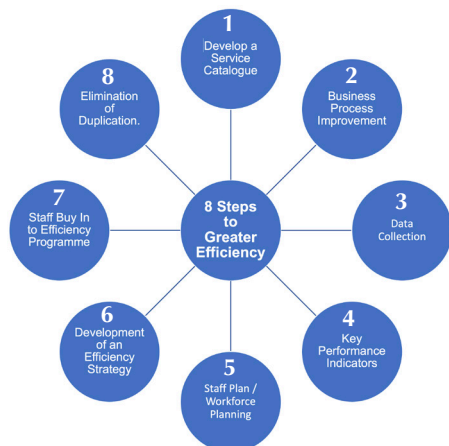 1
Develop a
Service
Catalogue
2
Business
Process
Improvement
3
Data
Collection
4
Key
Performance
Indicators
5
Staff Plan /
Workforce
Planning
6
Development
of an
Efficiency
Strategy
7
Staff Buy In
to Efficiency
Programme
8
Elimination
of
Duplication.
8 Steps
to
Greater
Efficiency